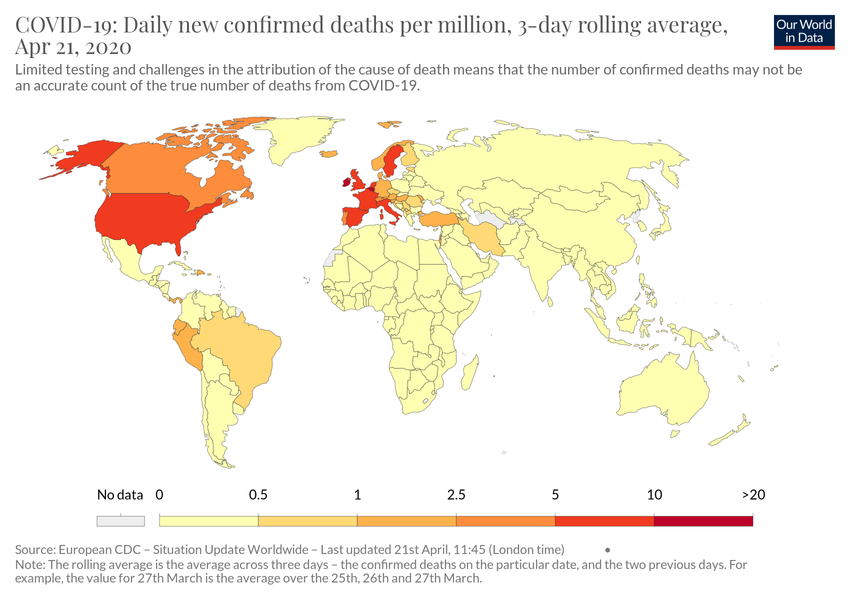 COVID-19: Daily new confirmed deaths per million, 3-day rolling average,
Apr 21, 2020
Our World
in Data
Limited testing and challenges in the attribution of the cause of death means that the number of confirmed deaths may not be
an accurate count of the true number of deaths from COVID-19.
No data 0 0.5 1 2.5 5 10 >20
Source: European CDC – Situation Update Worldwide – Last updated 21st April, 11:45 (London time)
Note: The rolling average is the average across three days – the confirmed deaths on the particular date, and the two previous days. For
example, the value for 27th March is the average over the 25th, 26th and 27th March.